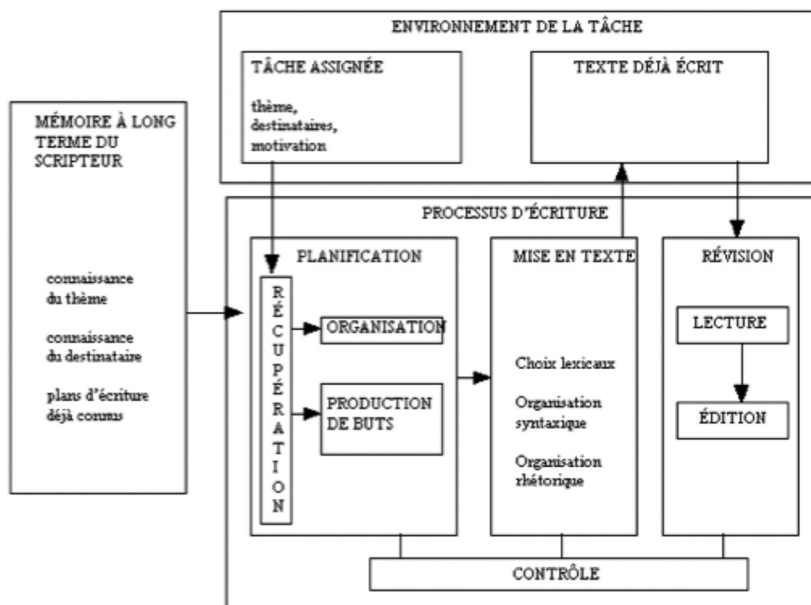 ENVIRONNEMENT DE LA TÂCHE
TÂCHE ASSIGNÉE
thème,
destinataires,
motivation
TEXTE DÉJÀ ÉCRIT
MÉMOIRE À LONG
TERME DU
SCRIPTEUR
connaissance
du thème
connaissance
du destinataire
plans d'écriture
déjà connus
PROCESSUS D'ÉCRITURE
PLANIFICATION
RÉCUPÉRATION
ORGANISATION
PRODUCTION
DE BUTS
MISE EN TEXTE
Choix lexicaux
Organisation
syntaxique
Organisation
rhétorique
RÉVISION
LECTURE
ÉDITION
CONTRÔLE